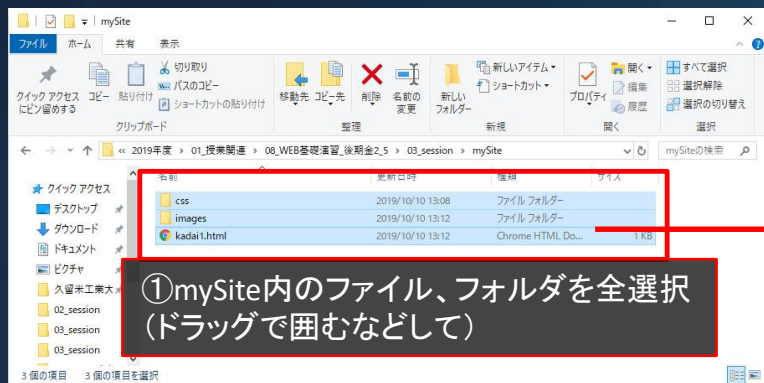 mySite
ファイル ホーム 共有 表示
クイック アクセスにピン留めする
コピー
貼り付け
切り取り
パスのコピー
ショートカットの貼り付け
クリップボード
移動先 コピー先 削除 名前の変更
整理
新しいフォルダー
新しいアイテム
ショートカット
新規
プロパティ
開く
編集
履歴
開く
すべて選択
選択解除
選択の切り替え
選択
« 2019年度 › 01_授業関連 › 08_WEB基礎演習_後期金2_5 › 03_session › mySite
mySiteの検索
名前 更新日時 種類 サイズ
クイック アクセス
デスクトップ
ダウンロード
ドキュメント
ピクチャ
久留米工業大
02_session
03_session
03_session
css 2019/10/10 13:08 ファイル フォルダー
images 2019/10/10 13:12 ファイル フォルダー
kadai1.html 2019/10/10 13:12 Chrome HTML Do... 1 KB
①mySite内のファイル、フォルダを全選択
（ドラッグで囲むなどして）
3 個の項目 3 個の項目を選択